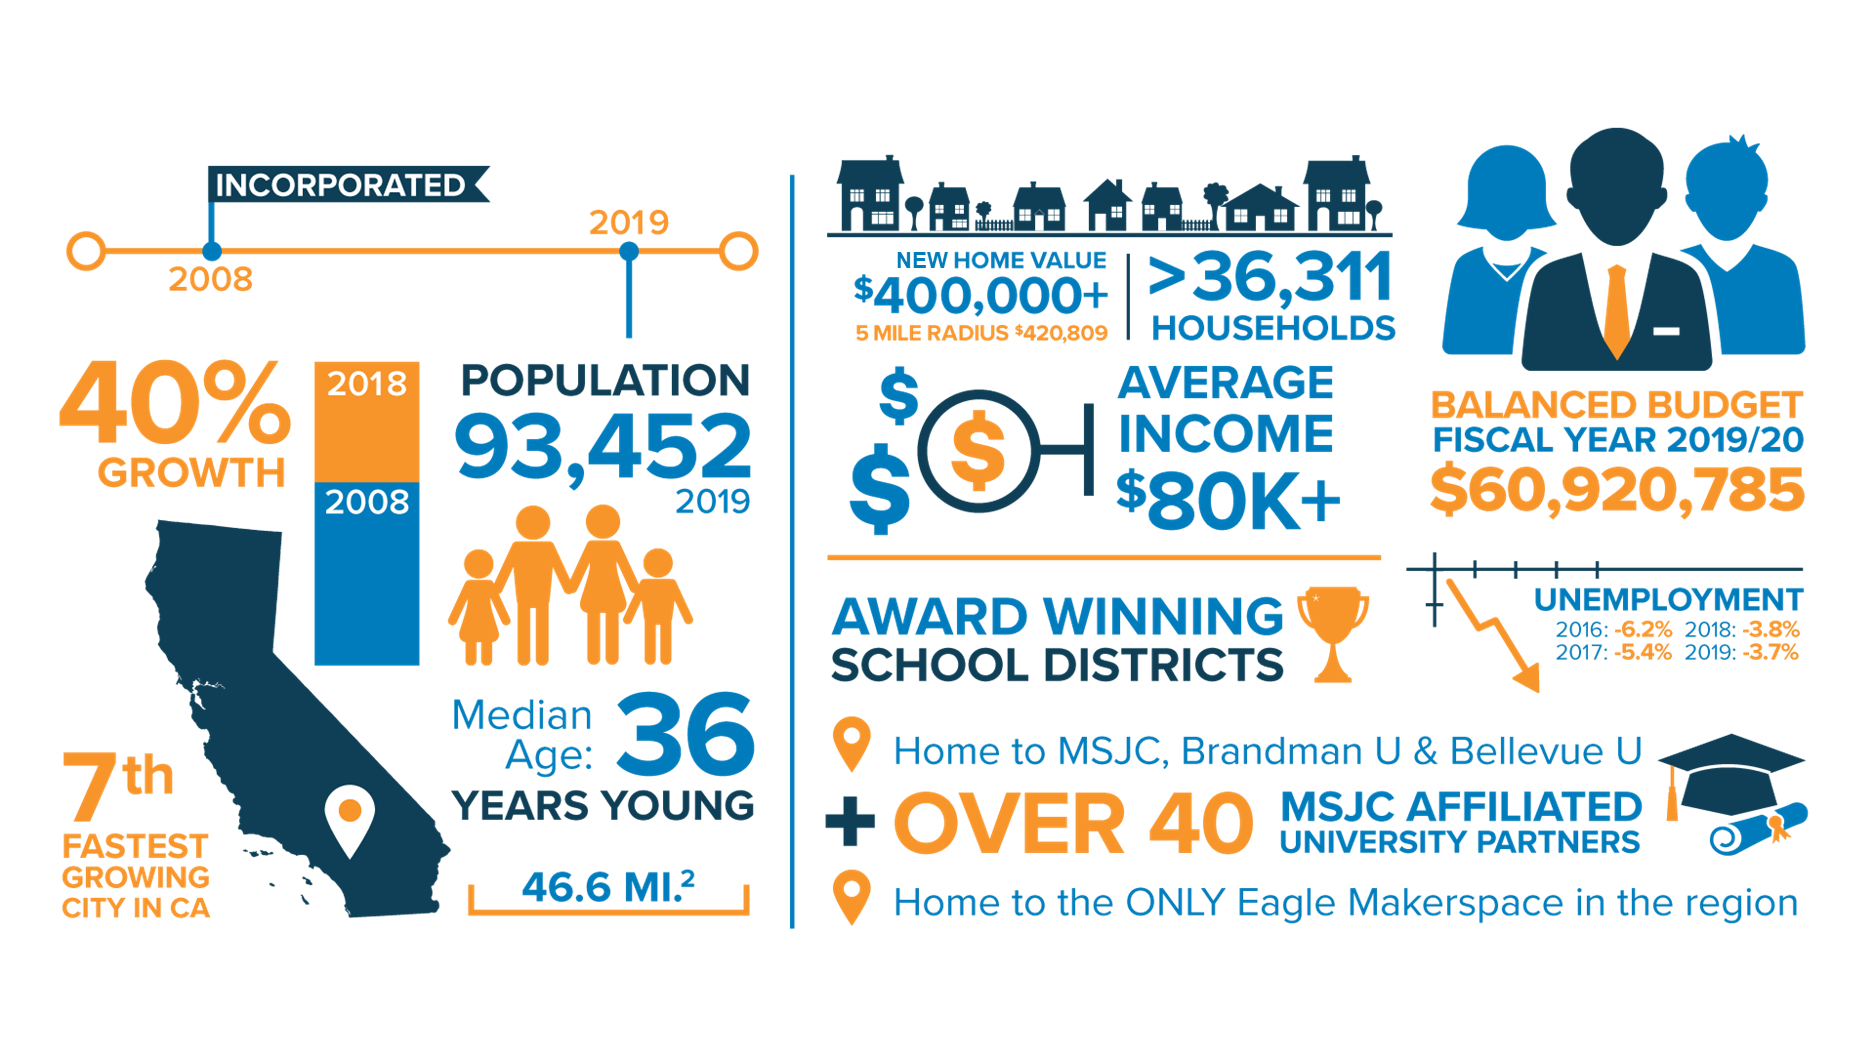 INCORPORATED
2019
2008
40%
GROWTH
2018
2008
POPULATION
93,452
2019
Median
Age: 36
YEARS YOUNG
7th
FASTEST
GROWING
CITY IN CA
46.6 MI.²
NEW HOME VALUE
$400,000+
5 MILE RADIUS $420,809
>36,311
HOUSEHOLDS
$
$
$
AVERAGE
INCOME
$80K+
BALANCED BUDGET
FISCAL YEAR 2019/20
$60,920,785
AWARD WINNING
SCHOOL DISTRICTS
UNEMPLOYMENT
2016: -6.2% 2018: -3.8%
2017: -5.4% 2019: -3.7%
Home to MSJC, Brandman U & Bellevue U
+ OVER 40 MSJC AFFILIATED
UNIVERSITY PARTNERS
Home to the ONLY Eagle Makerspace in the region